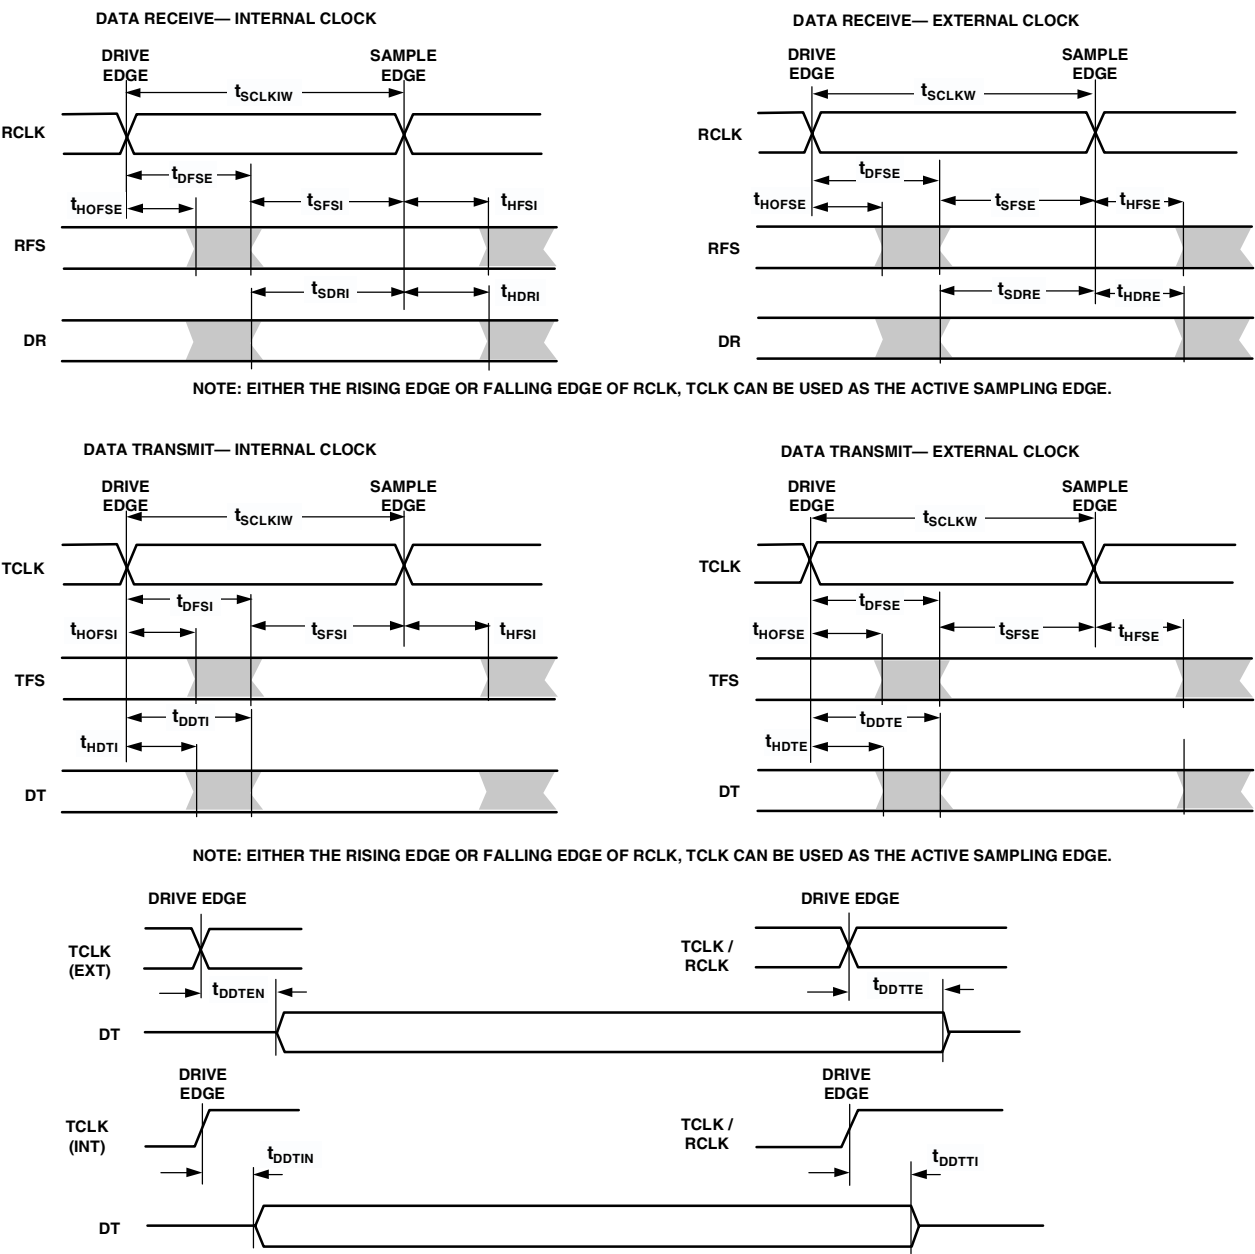 DATA RECEIVE— INTERNAL CLOCK
DRIVE EDGE
SAMPLE EDGE
tSCLKIW
RCLK
tDFSE
tHOFSE
tSFSI
tHFSI
RFS
tSDRI
tHDRI
DR
DATA RECEIVE— EXTERNAL CLOCK
DRIVE EDGE
SAMPLE EDGE
tSCLKW
RCLK
tDFSE
tHOFSE
tSFSE
tHFSE
RFS
tSDRE
tHDRE
DR
NOTE: EITHER THE RISING EDGE OR FALLING EDGE OF RCLK, TCLK CAN BE USED AS THE ACTIVE SAMPLING EDGE.
DATA TRANSMIT— INTERNAL CLOCK
DRIVE EDGE
SAMPLE EDGE
tSCLKIW
TCLK
tDFSI
tHOFSI
tSFSI
tHFSI
TFS
tDDTI
tHDTI
DT
DATA TRANSMIT— EXTERNAL CLOCK
DRIVE EDGE
SAMPLE EDGE
tSCLKW
TCLK
tDFSE
tHOFSE
tSFSE
tHFSE
TFS
tDDTE
tHDTE
DT
NOTE: EITHER THE RISING EDGE OR FALLING EDGE OF RCLK, TCLK CAN BE USED AS THE ACTIVE SAMPLING EDGE.
DRIVE EDGE
DRIVE EDGE
TCLK
(EXT)
TCLK /
RCLK
tDDTEN
tDDTTE
DT
DRIVE
EDGE
DRIVE
EDGE
TCLK
(INT)
TCLK /
RCLK
tDDTIN
tDDTTI
DT